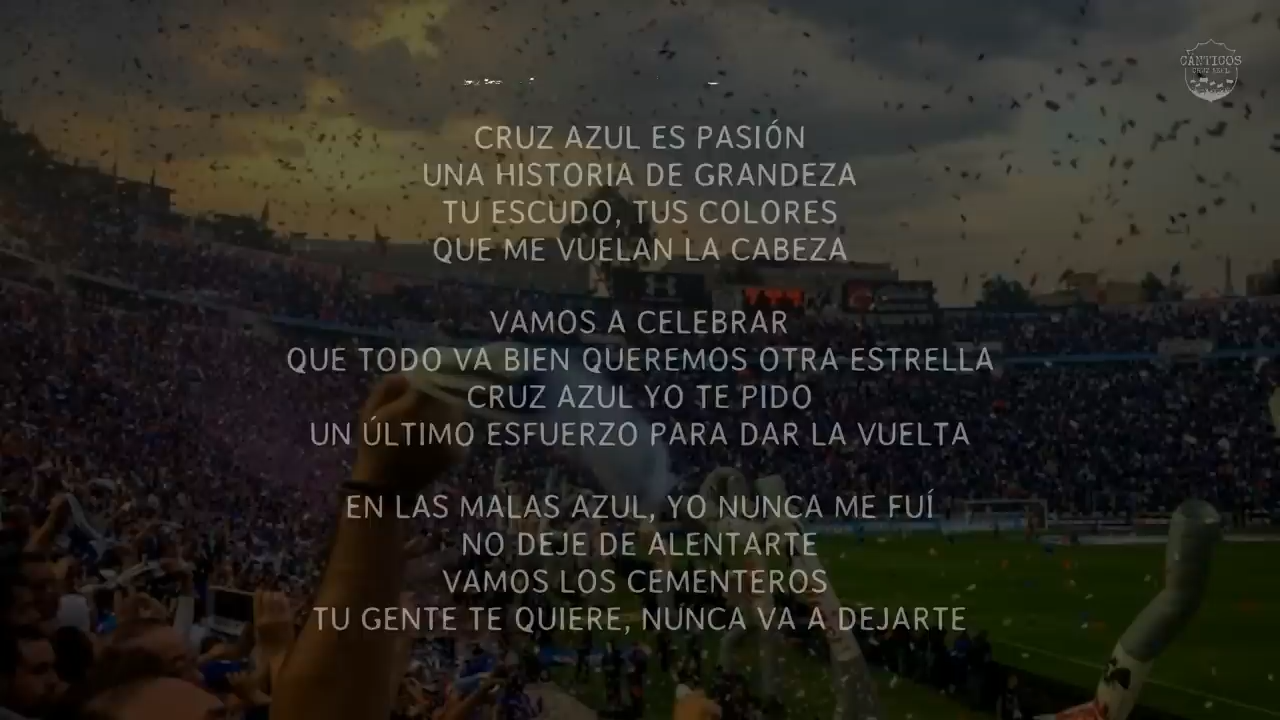 CÁNTICOS
CRUZ AZUL
CRUZ AZUL ES PASIÓN
UNA HISTORIA DE GRANDEZA
TU ESCUDO, TUS COLORES
QUE ME VUELAN LA CABEZA
VAMOS A CELEBRAR
QUE TODO VA BIEN QUEREMOS OTRA ESTRELLA
CRUZ AZUL YO TE PIDO
UN ÚLTIMO ESFUERZO PARA DAR LA VUELTA
EN LAS MALAS AZUL, YO NUNCA ME FUÍ
NO DEJE DE ALENTARTE
VAMOS LOS CEMENTEROS
TU GENTE TE QUIERE, NUNCA VA A DEJARTE